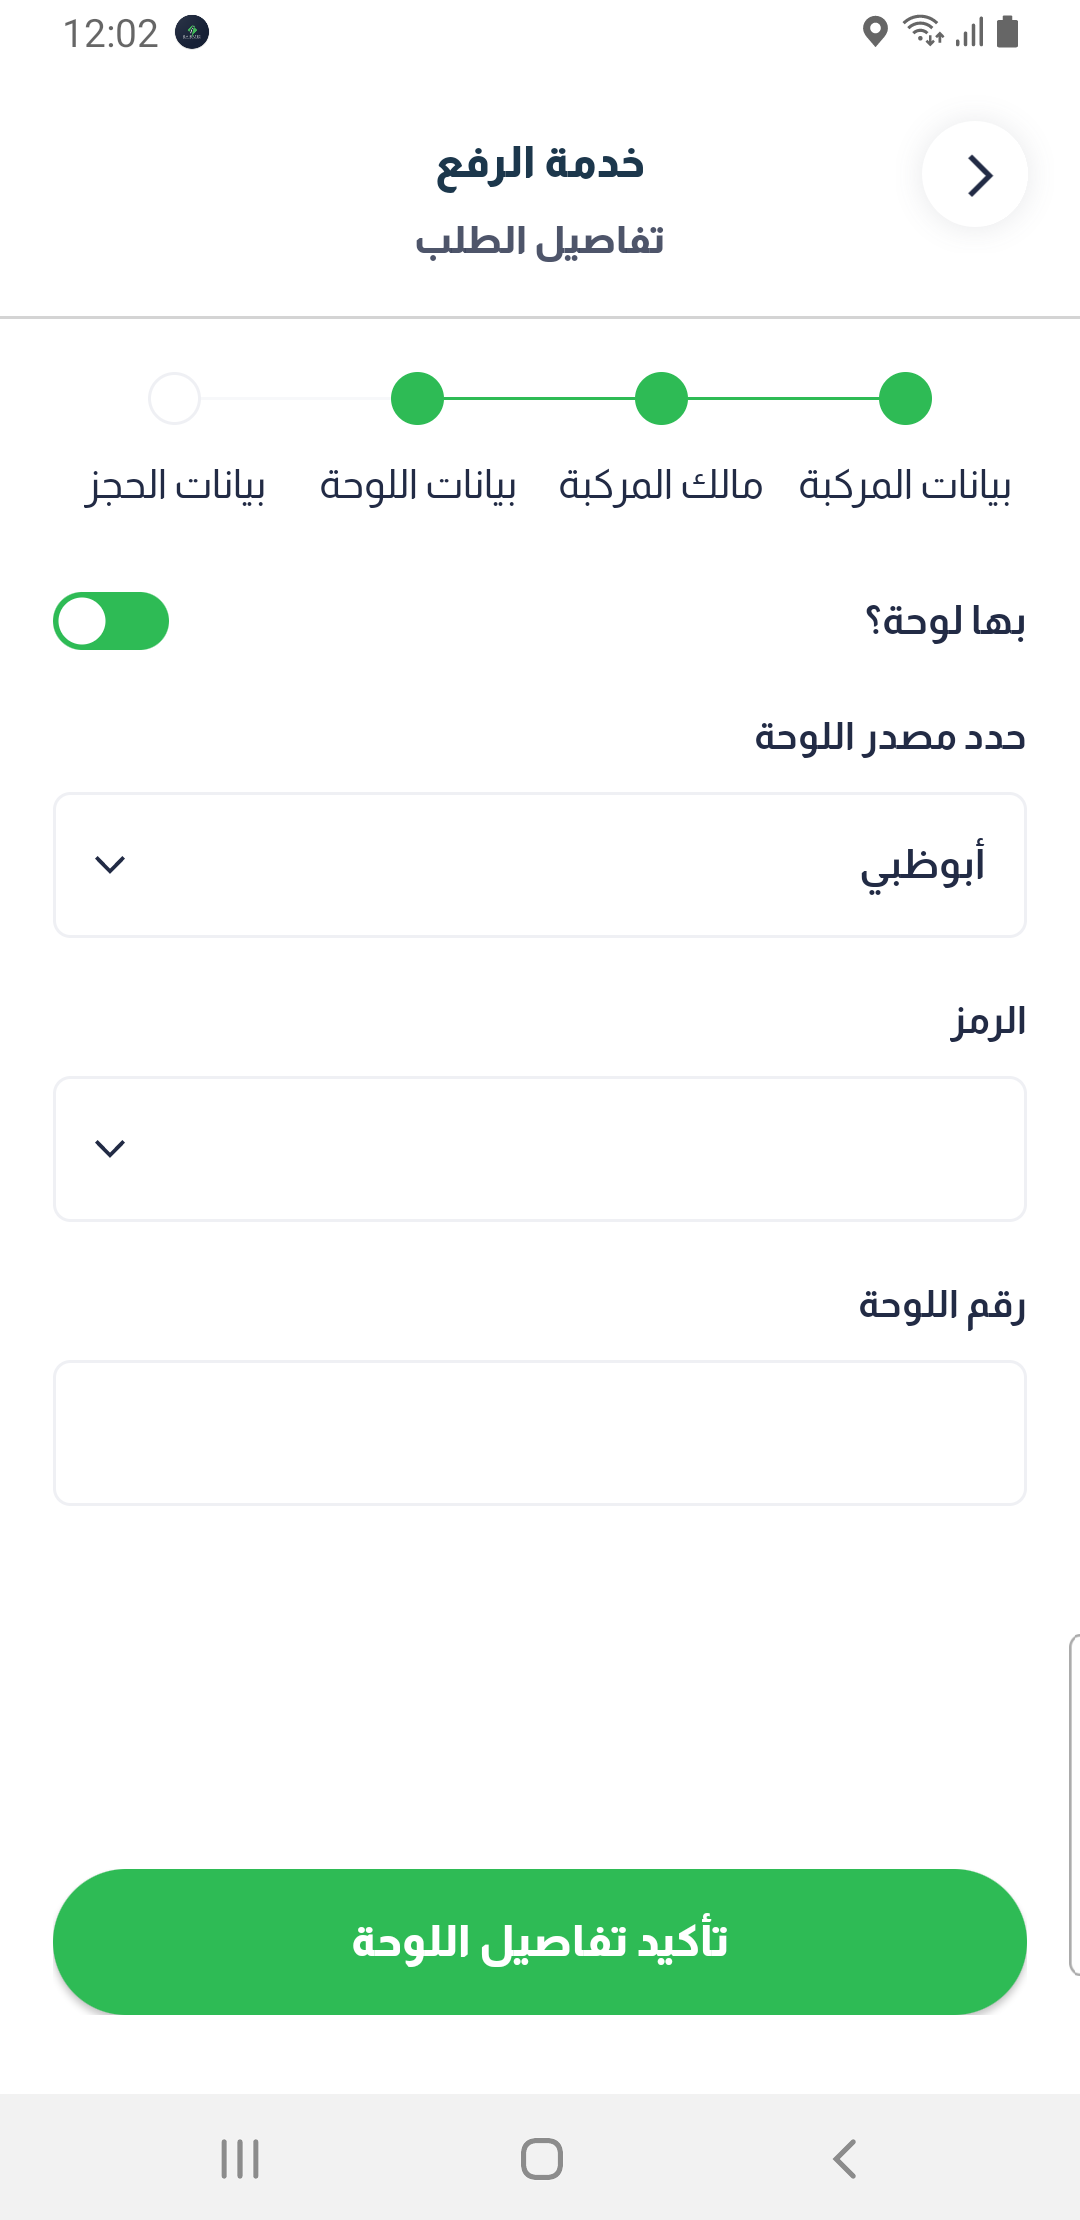 12:02
خدمة الرفع
تفاصيل الطلب
بيانات المركبة مالك المركبة بيانات اللوحة بيانات الحجز
بها لوحة؟
حدد مصدر اللوحة
أبوظبي
الرمز
رقم اللوحة
تأكيد تفاصيل اللوحة